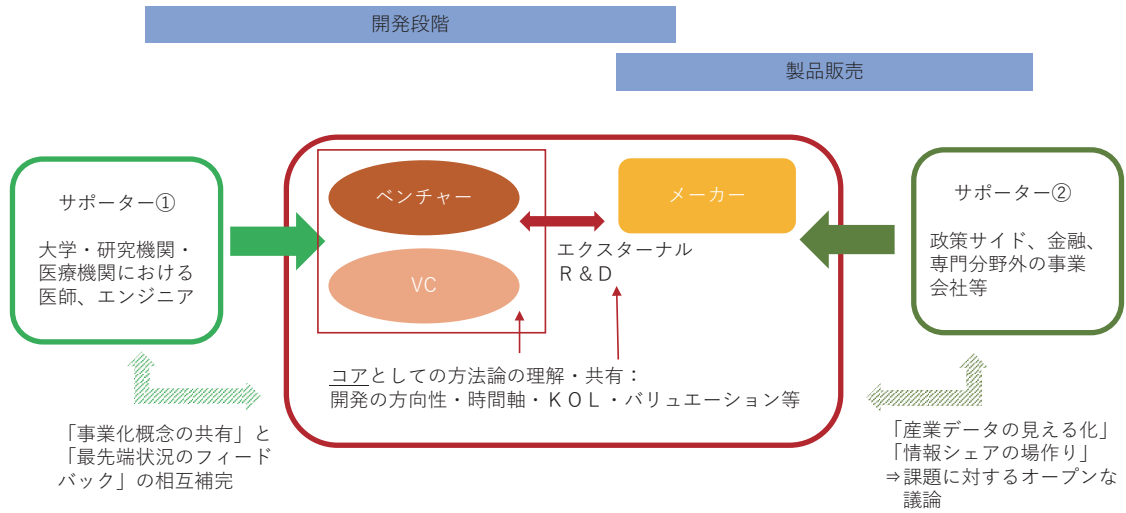 開発段階
製品販売
サポーター①
大学・研究機関・
医療機関における
医師、エンジニア
ベンチャー
VC
エクスターナル
R&D
メーカー
コアとしての方法論の理解・共有：
開発の方向性・時間軸・KOL・バリュエーション等
サポーター②
政策サイド、金融、
専門分野外の事業
会社等
「事業化概念の共有」と
「最先端状況のフィード
バック」の相互補完
「産業データの見える化」
「情報シェアの場作り」
⇒課題に対するオープンな
議論